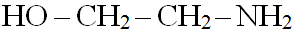 HO – CH₂ – CH₂ – NH₂